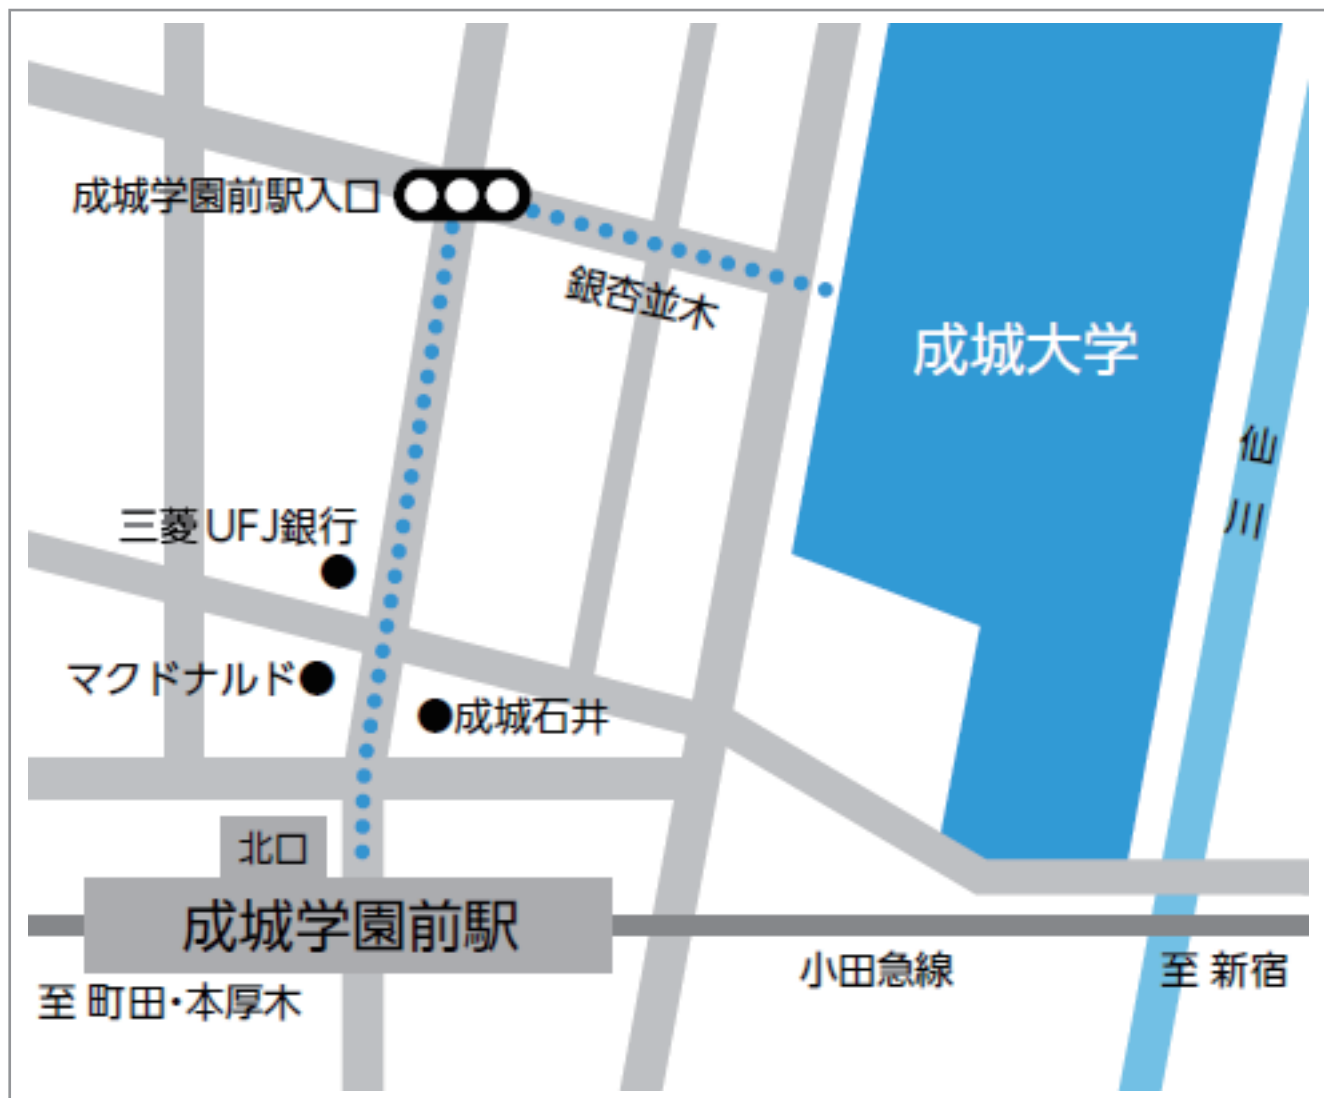 成城学園前駅入口
銀杏並木
成城大学
仙川
三菱UFJ銀行
マクドナルド
成城石井
北口
成城学園前駅
小田急線
至 新宿
至 町田・本厚木